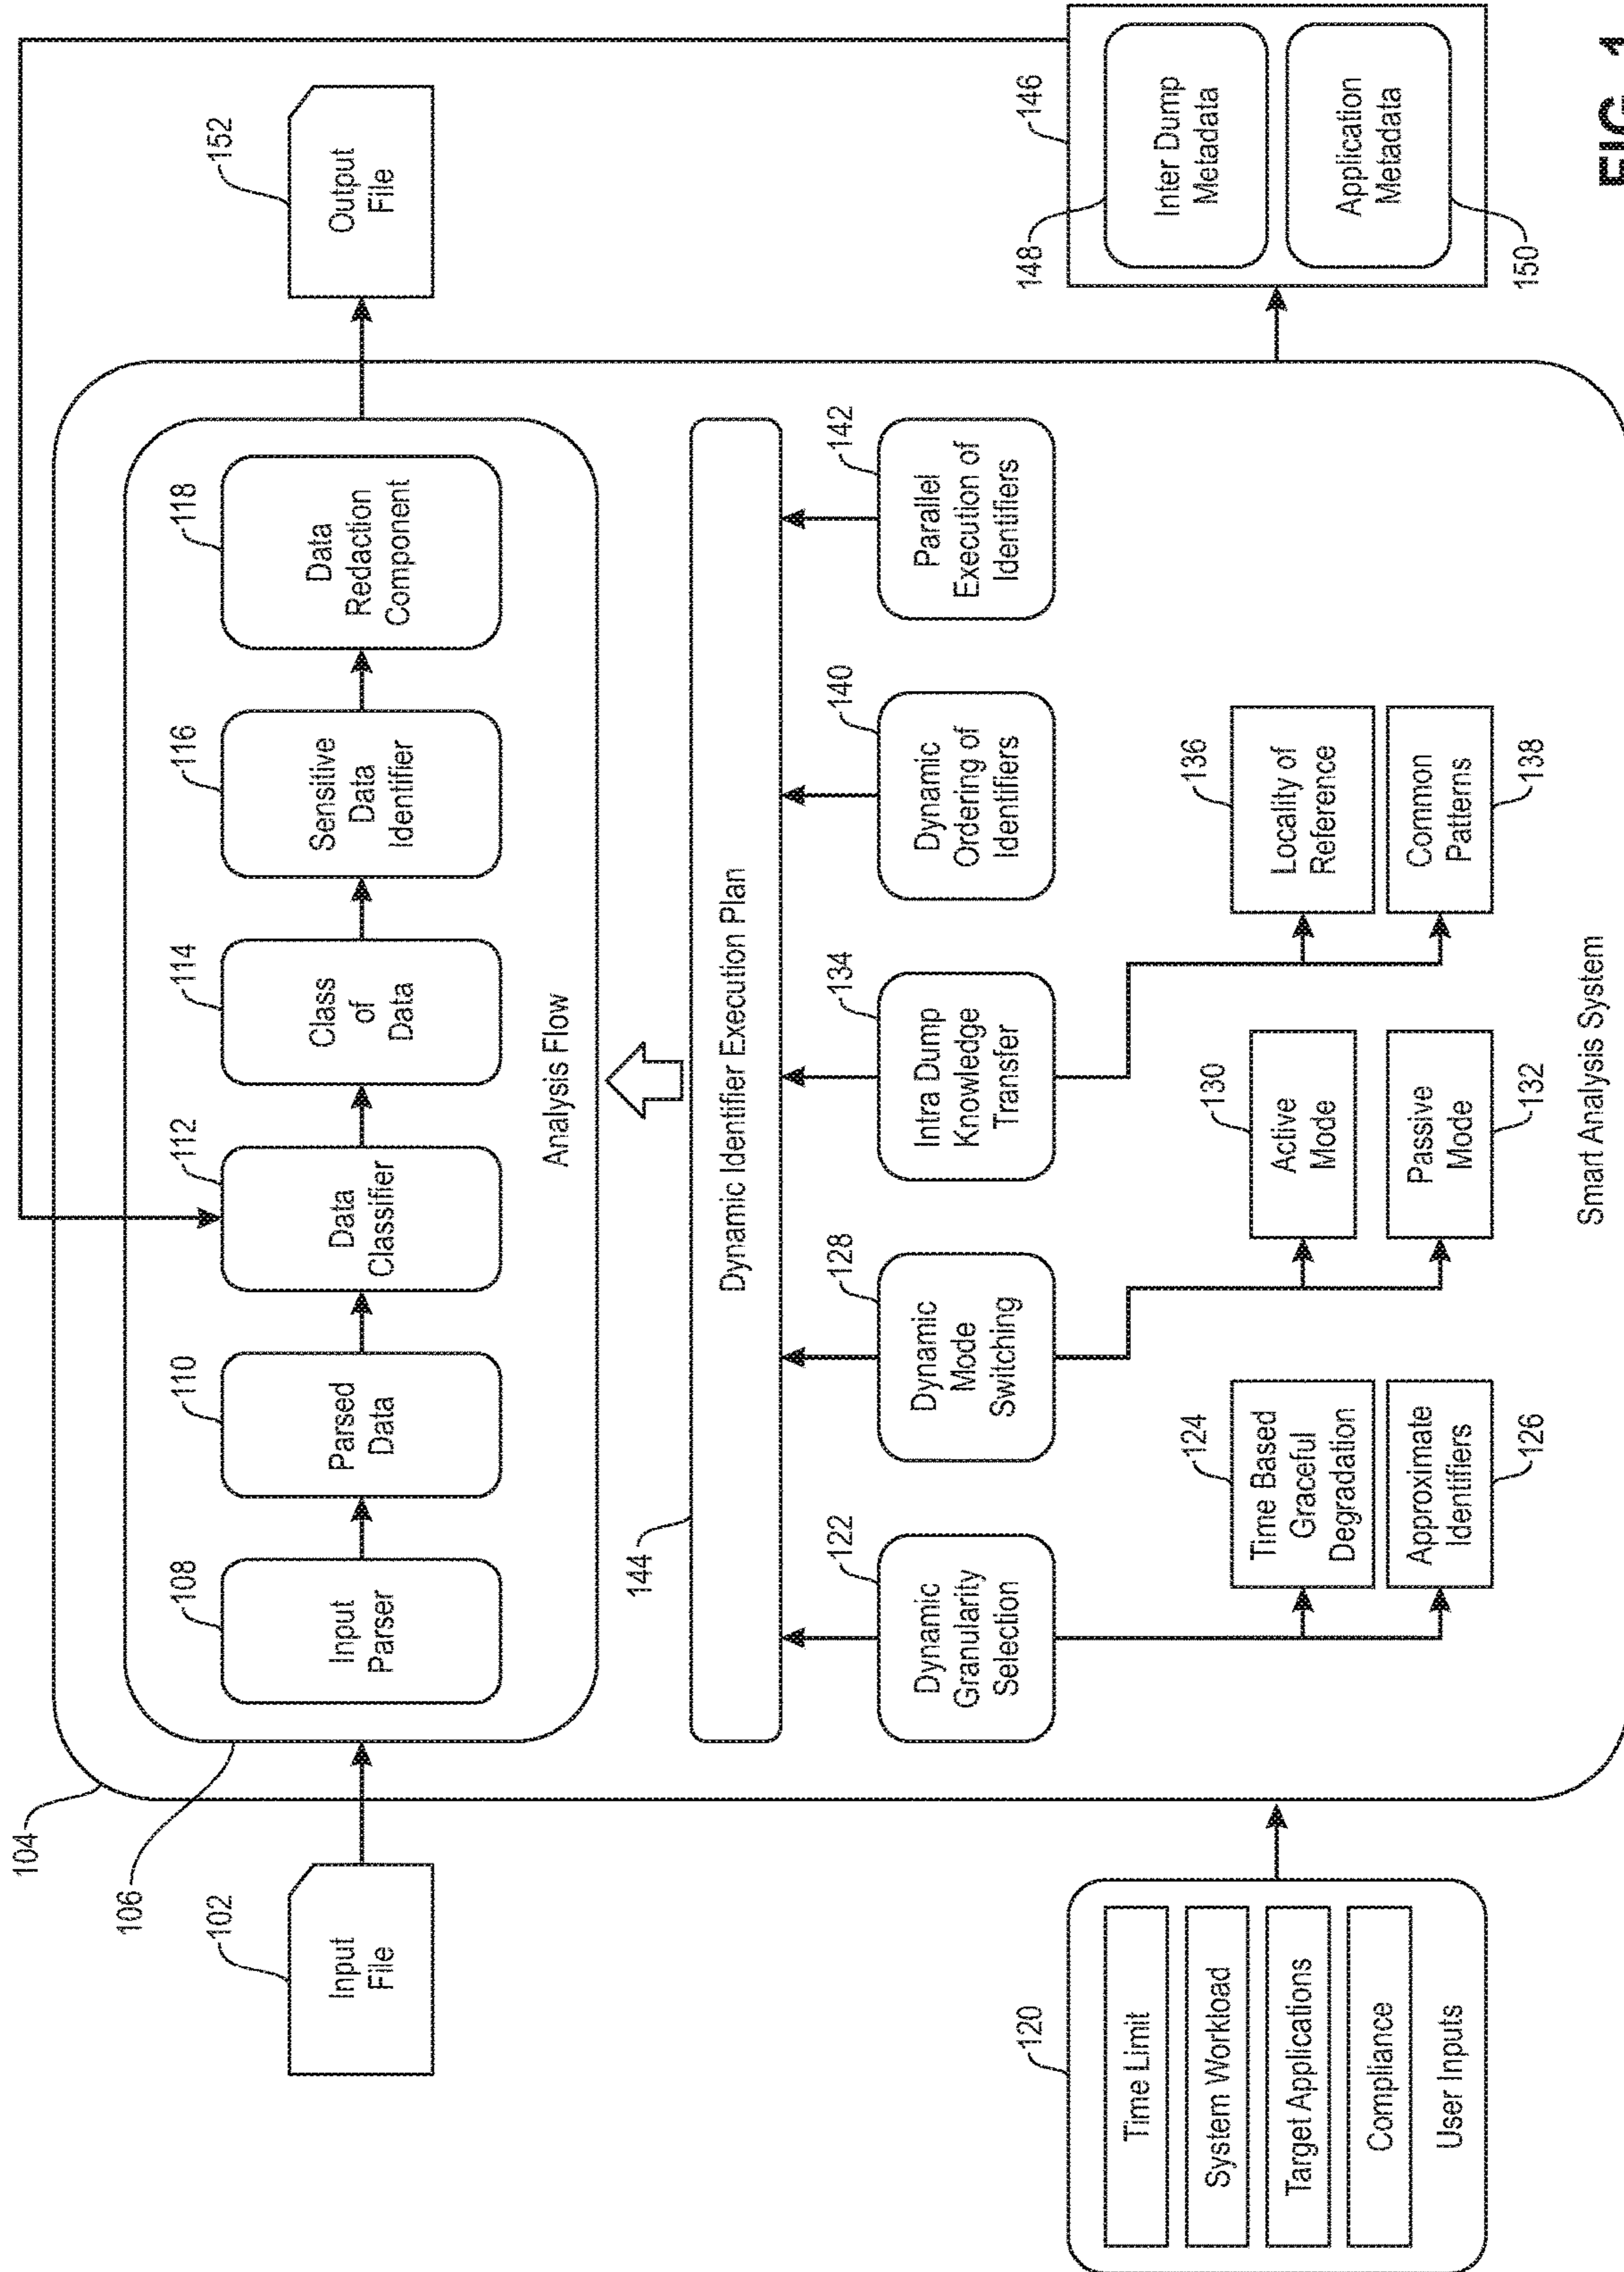 104
106
102
Input
File
108
Input
Parser
110
Parsed
Data
112
Data
Classifier
114
Class
of
Data
116
Sensitive
Data
Identifier
118
Data
Redaction
Component
Analysis Flow
152
Output
File
144
Dynamic Identifier Execution Plan
120
Time Limit
System Workload
Target Applications
Compliance
User Inputs
122
Dynamic
Granularity
Selection
124
Time Based
Graceful
Degradation
Approximate
Identifiers
126
128
Dynamic
Mode
Switching
130
Active
Mode
Passive
Mode
132
134
Intra Dump
Knowledge
Transfer
136
Locality of
Reference
Common
Patterns
138
140
Dynamic
Ordering of
Identifiers
142
Parallel
Execution of
Identifiers
Smart Analysis System
146
148
Inter Dump
Metadata
Application
Metadata
150
FIG. 1